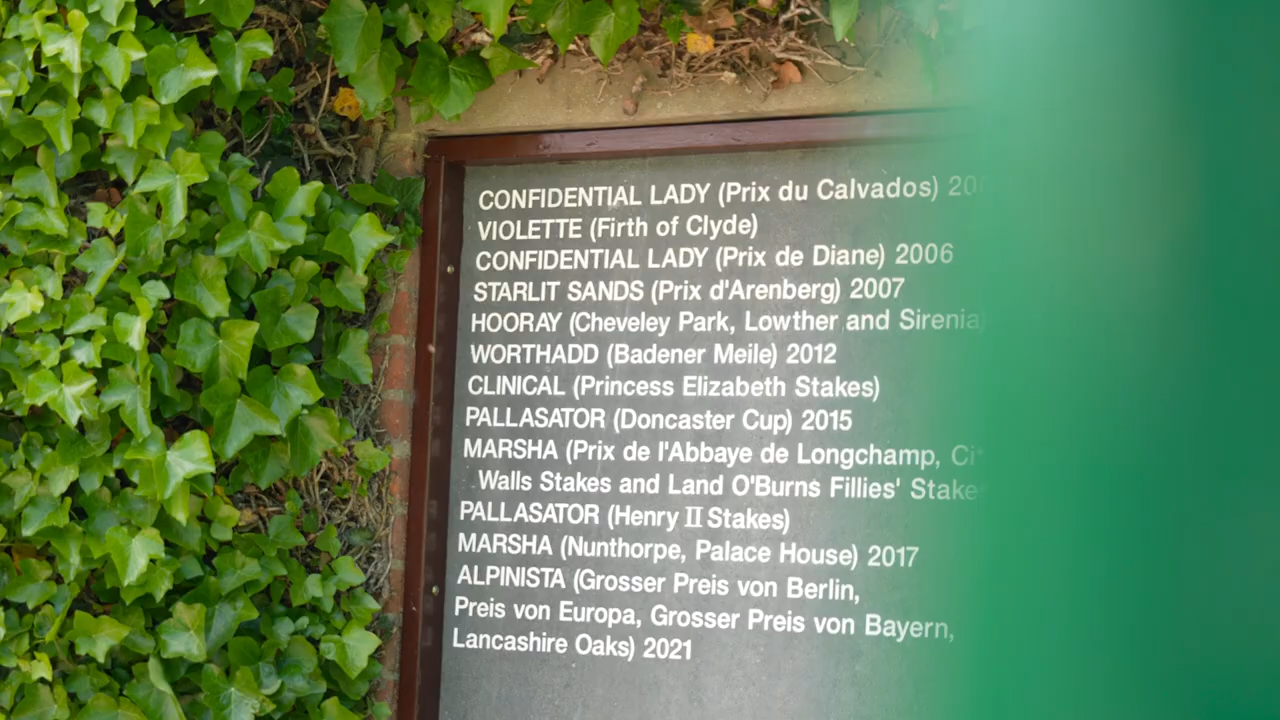 CONFIDENTIAL LADY (Prix du Calvados)
VIOLETTE (Firth of Clyde)
CONFIDENTIAL LADY (Prix de Diane) 2006
STARLIT SANDS (Prix d'Arenberg) 2007
HOORAY (Cheveley Park, Lowther and Sirenia
WORTHADD (Badener Meile) 2012
CLINICAL (Princess Elizabeth Stakes)
PALLASATOR (Doncaster Cup) 2015
MARSHA (Prix de l'Abbaye de Longchamp,
Walls Stakes and Land O'Burns Fillies' Stakes
PALLASATOR (Henry II Stakes)
MARSHA (Nunthorpe, Palace House) 2017
ALPINISTA (Grosser Preis von Berlin,
Preis von Europa, Grosser Preis von Bayern,
Lancashire Oaks) 2021